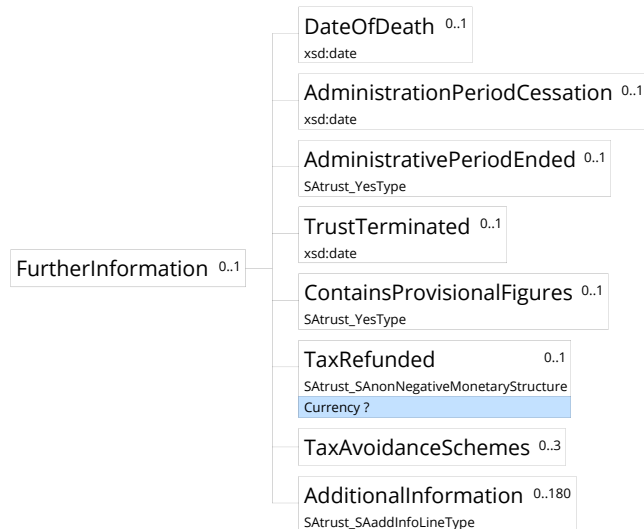 DateOfDeath 0..1
xsd:date
AdministrationPeriodCessation 0..1
xsd:date
AdministrativePeriodEnded 0..1
SAtrust_YesType
TrustTerminated 0..1
xsd:date
FurtherInformation 0..1
ContainsProvisionalFigures 0..1
SAtrust_YesType
TaxRefunded 0..1
SAtrust_SAnonNegativeMonetaryStructure
Currency ?
TaxAvoidanceSchemes 0..3
AdditionalInformation 0..180
SAtrust_SAaddInfoLineType